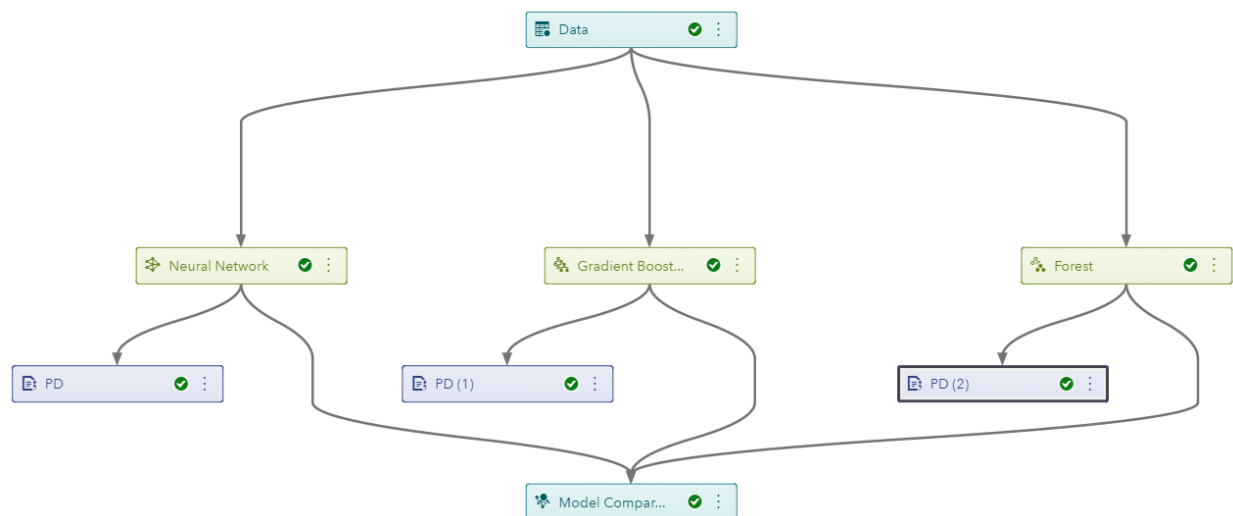 Data
Neural Network
Gradient Boost...
Forest
PD
PD (1)
PD (2)
Model Compar...